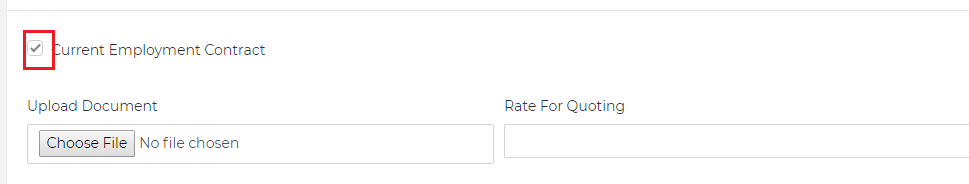 Current Employment Contract
Upload Document
Rate For Quoting
Choose File No file chosen